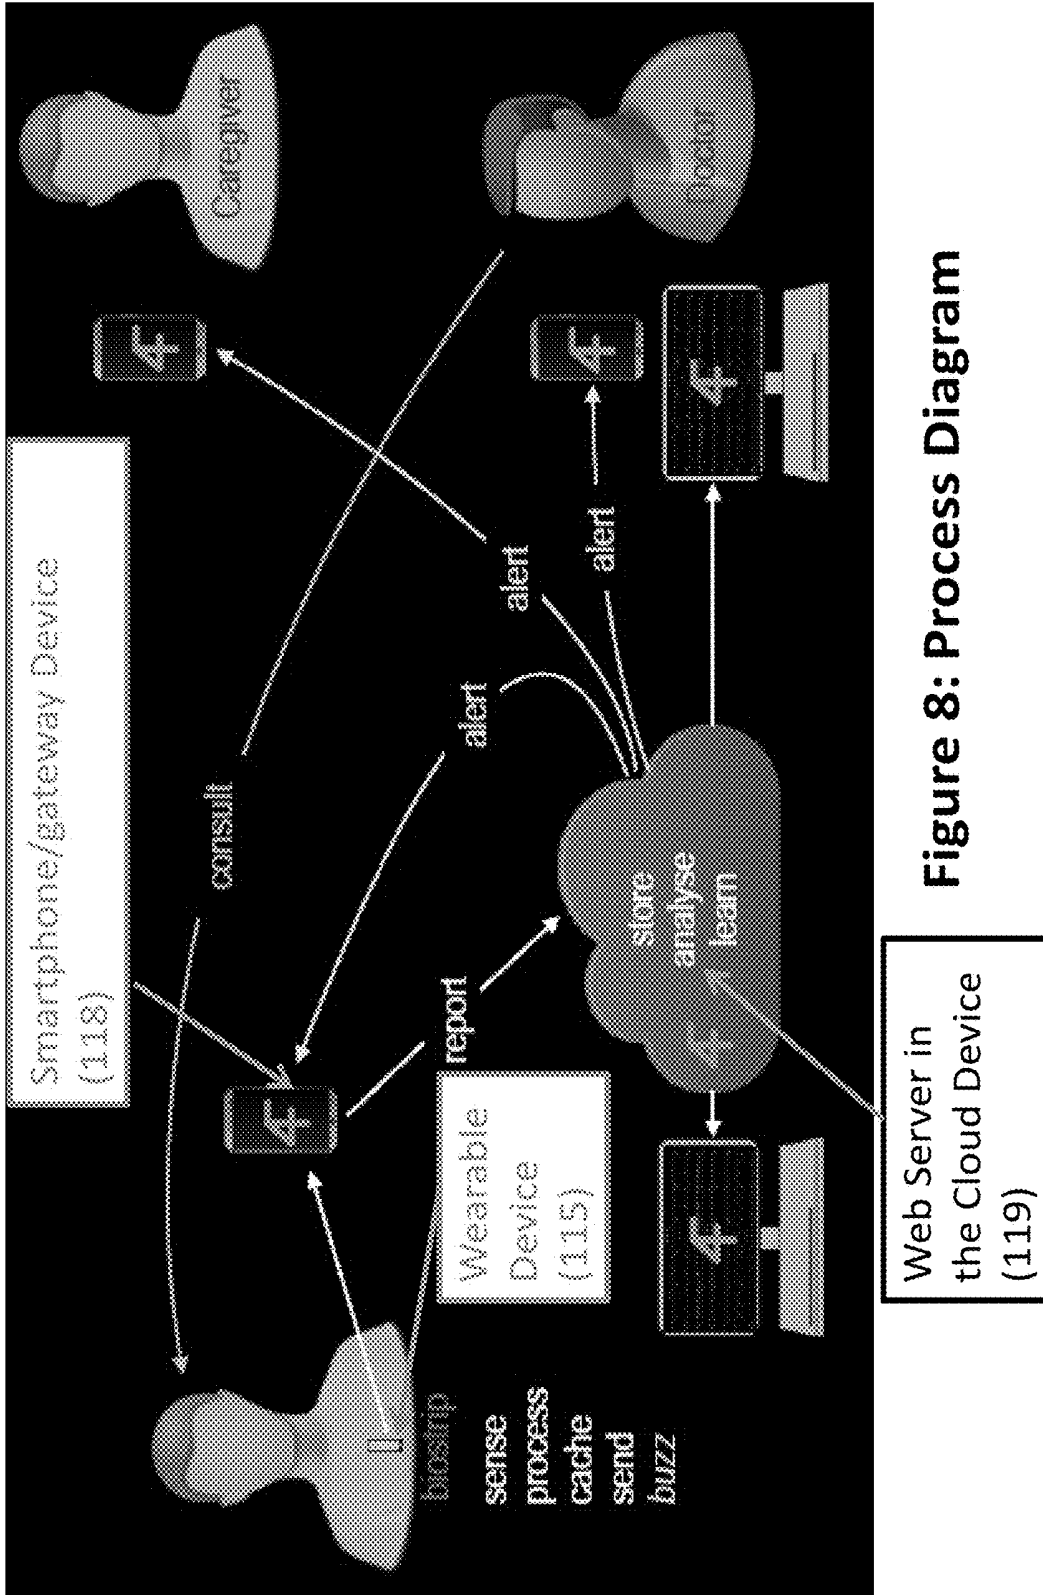 Caregiver
Doctor
Smartphone/gateway Device
(118)
consult
alert
alert
alert
report
Wearable
Device
(115)
store
analyse
learn
biostrip
sense
process
cache
send
buzz
Web Server in
the Cloud Device
(119)
Figure 8: Process Diagram